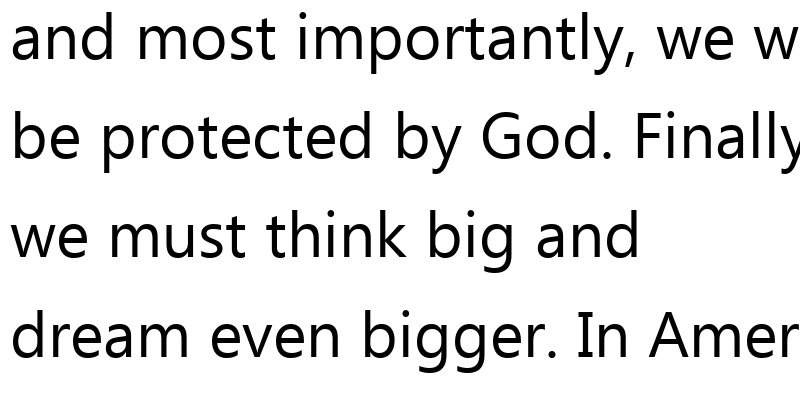 and most importantly, we w
be protected by God. Finally
we must think big and
dream even bigger. In Amer